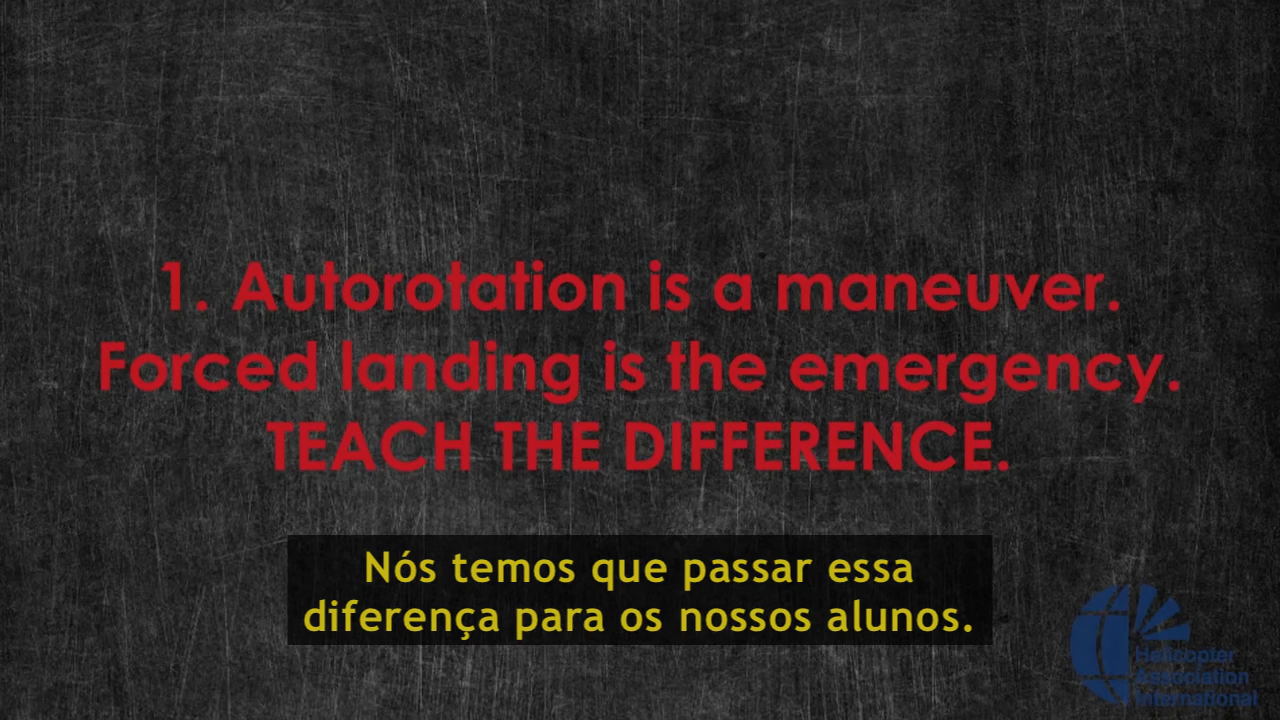 1. Autorotation is a maneuver.
Forced landing is the emergency.
TEACH THE DIFFERENCE.
Nós temos que passar essa
diferença para os nossos alunos.
Helicopter
Association
International